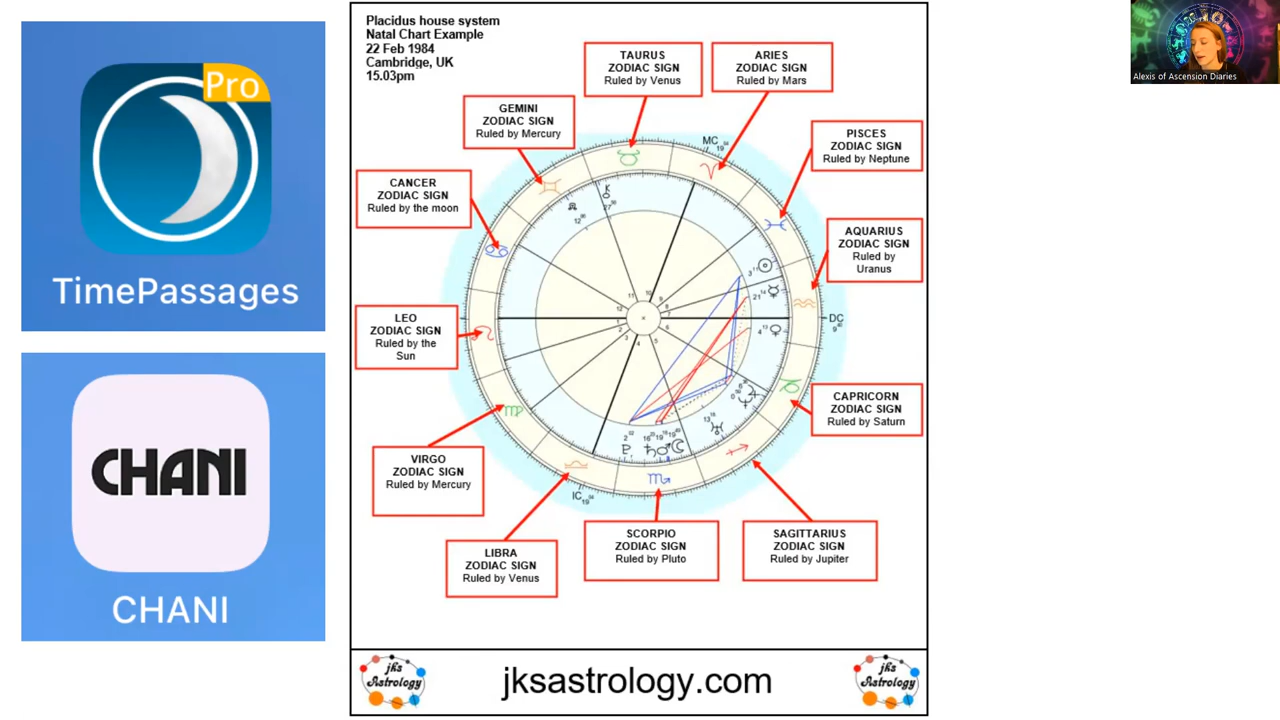 Pro
TimePassages
CHANI
CHANI
Placidus house system
Natal Chart Example
22 Feb 1984
Cambridge, UK
15.03pm
TAURUS
ZODIAC SIGN
Ruled by Venus
ARIES
ZODIAC SIGN
Ruled by Mars
GEMINI
ZODIAC SIGN
Ruled by Mercury
PISCES
ZODIAC SIGN
Ruled by Neptune
CANCER
ZODIAC SIGN
Ruled by the moon
AQUARIUS
ZODIAC SIGN
Ruled by
Uranus
LEO
ZODIAC SIGN
Ruled by the
Sun
CAPRICORN
ZODIAC SIGN
Ruled by Saturn
VIRGO
ZODIAC SIGN
Ruled by Mercury
LIBRA
ZODIAC SIGN
Ruled by Venus
SCORPIO
ZODIAC SIGN
Ruled by Pluto
SAGITTARIUS
ZODIAC SIGN
Ruled by Jupiter
MC
DC
IC
jks
Astrology
jksastrology.com
jks
Astrology
Alexis of Ascension Diaries